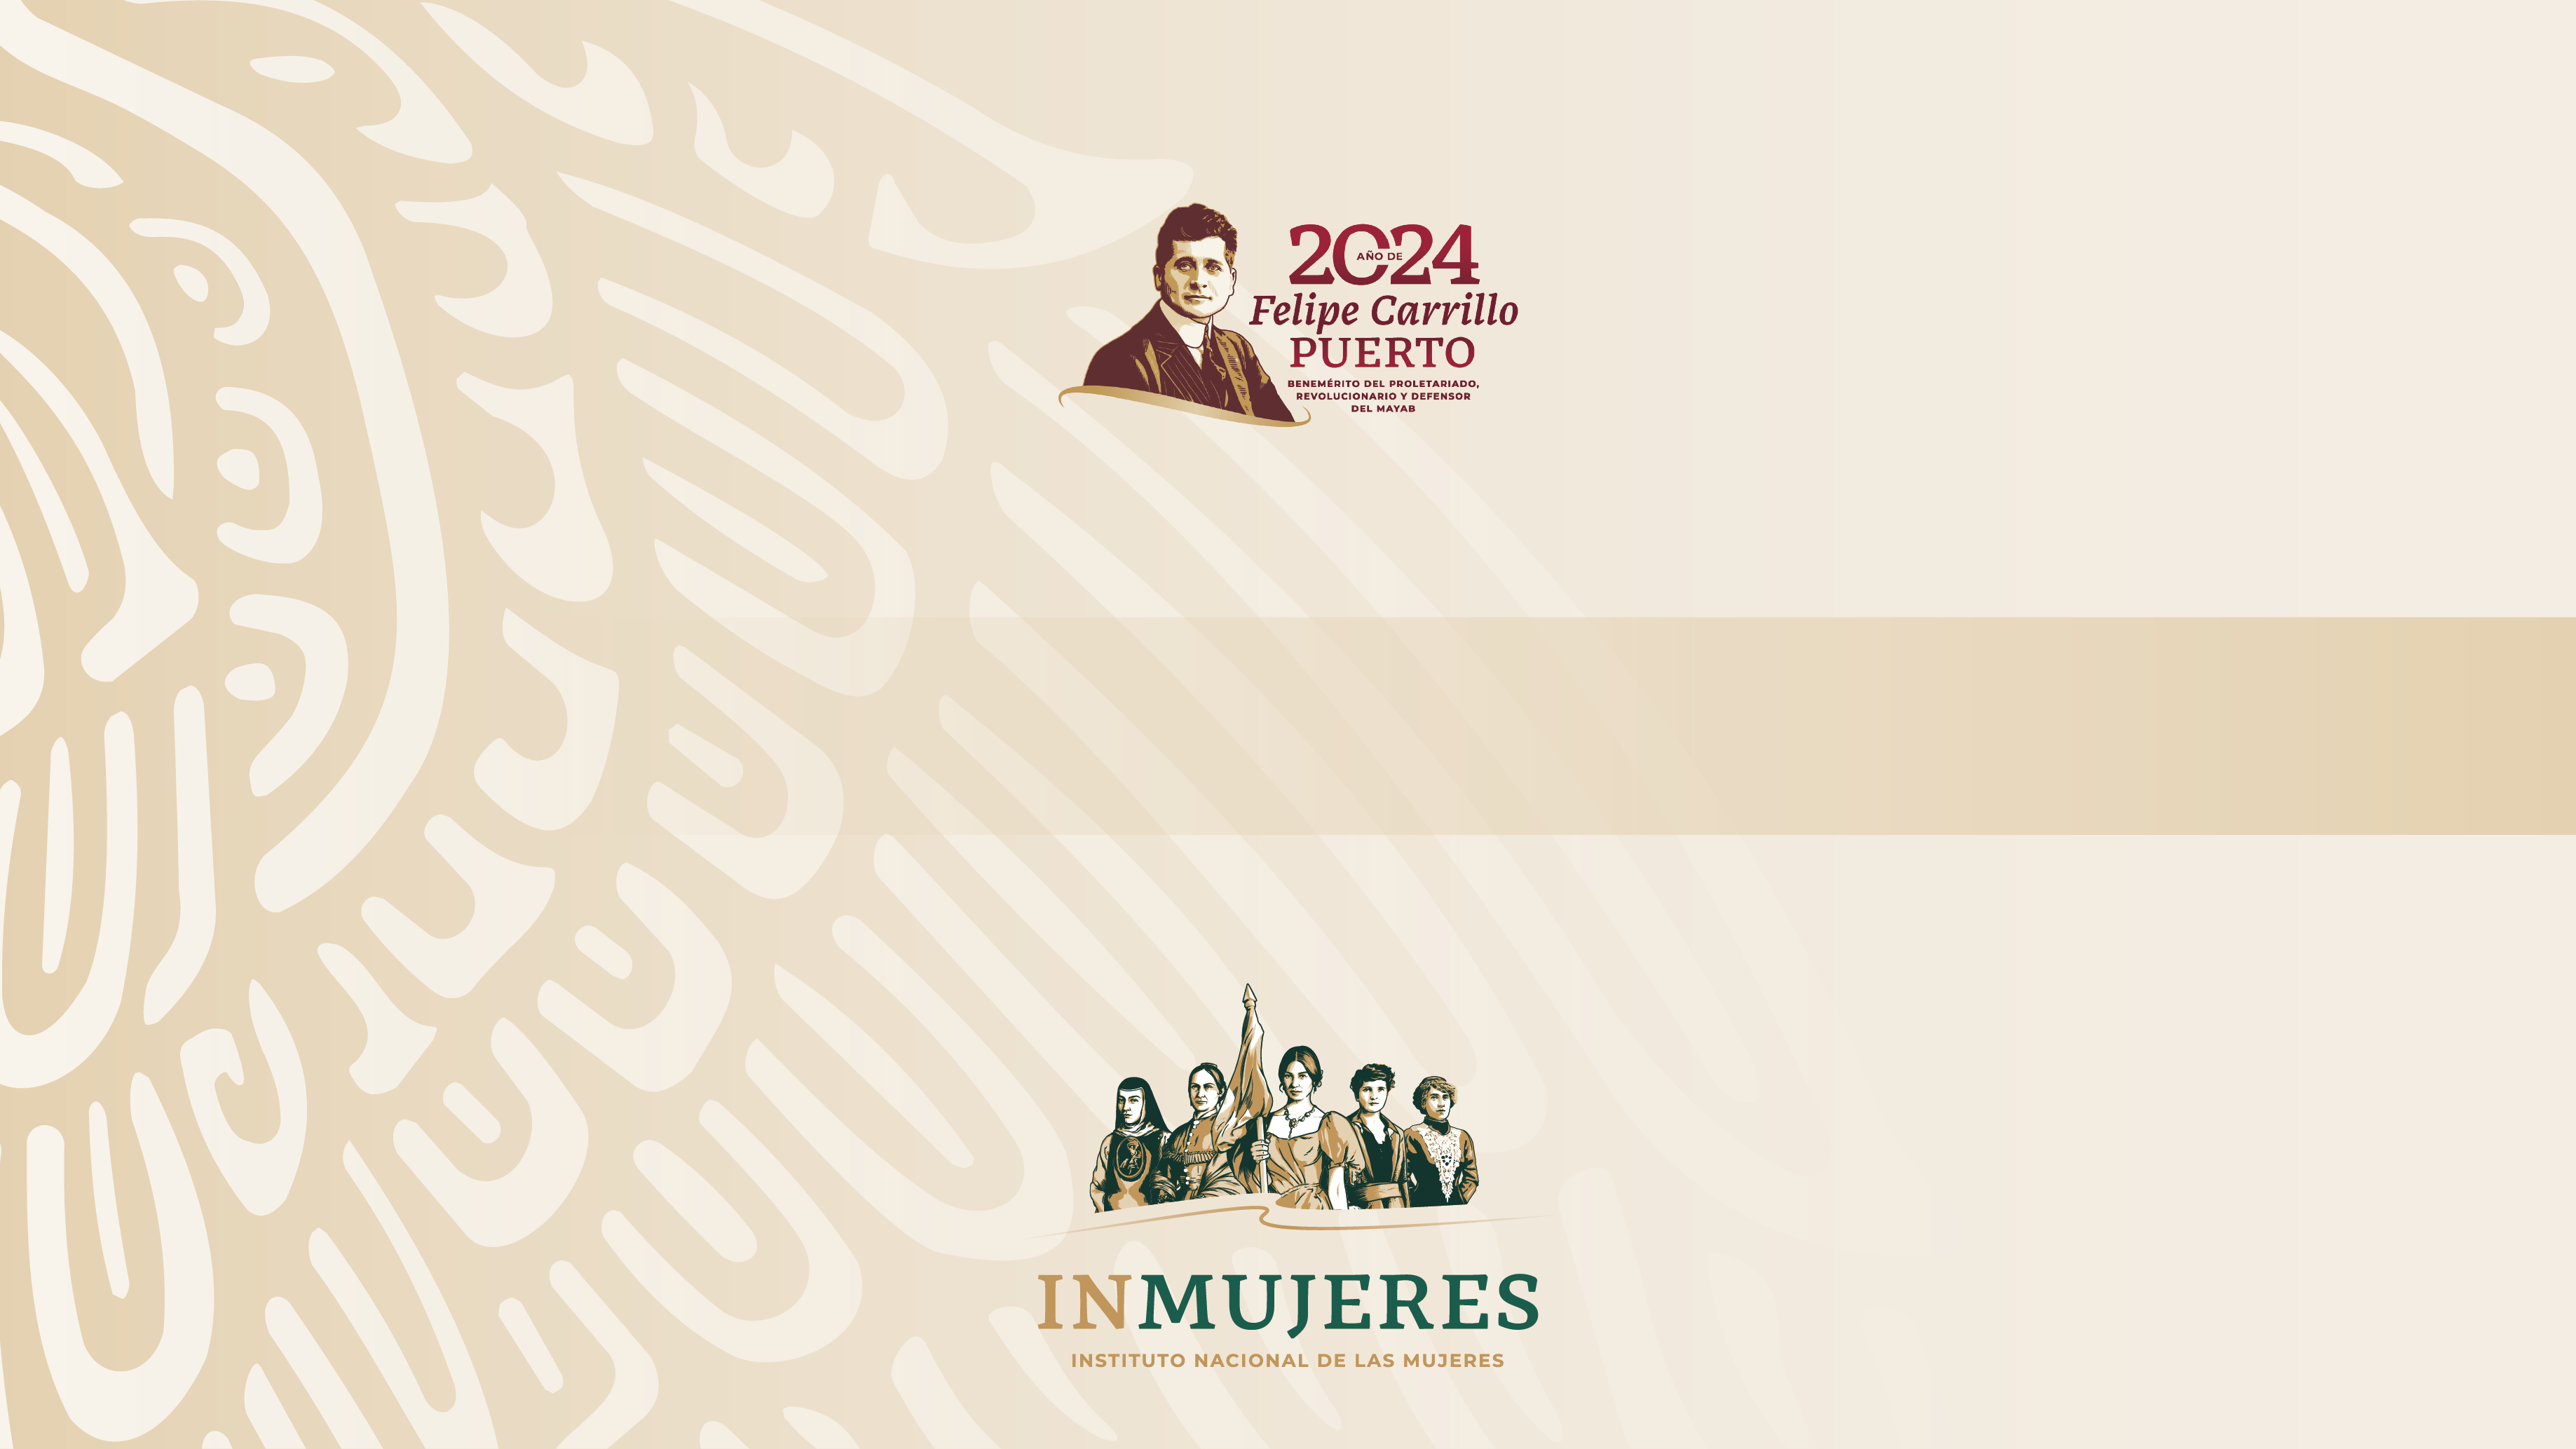 2024
AÑO DE
Felipe Carrillo
PUERTO
BENEMÉRITO DEL PROLETARIADO,
REVOLUCIONARIO Y DEFENSOR
DEL MAYAB
INMUJERES
INSTITUTO NACIONAL DE LAS MUJERES